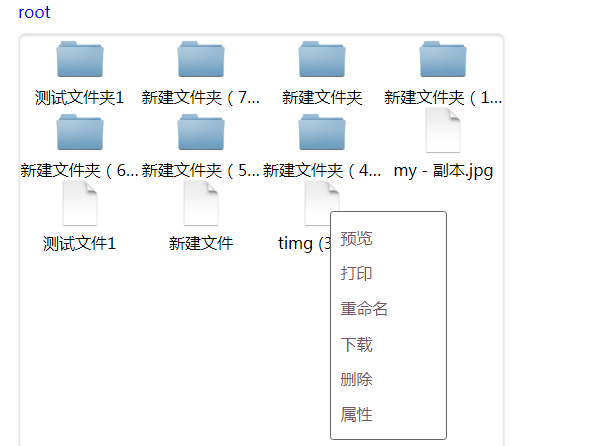 root
测试文件夹1
新建文件夹 ( 7...
新建文件夹
新建文件夹 ( 1...
新建文件夹 ( 6...
新建文件夹 ( 5...
新建文件夹 ( 4...
my - 副本.jpg
测试文件1
新建文件
timg (3
预览
打印
重命名
下载
删除
属性